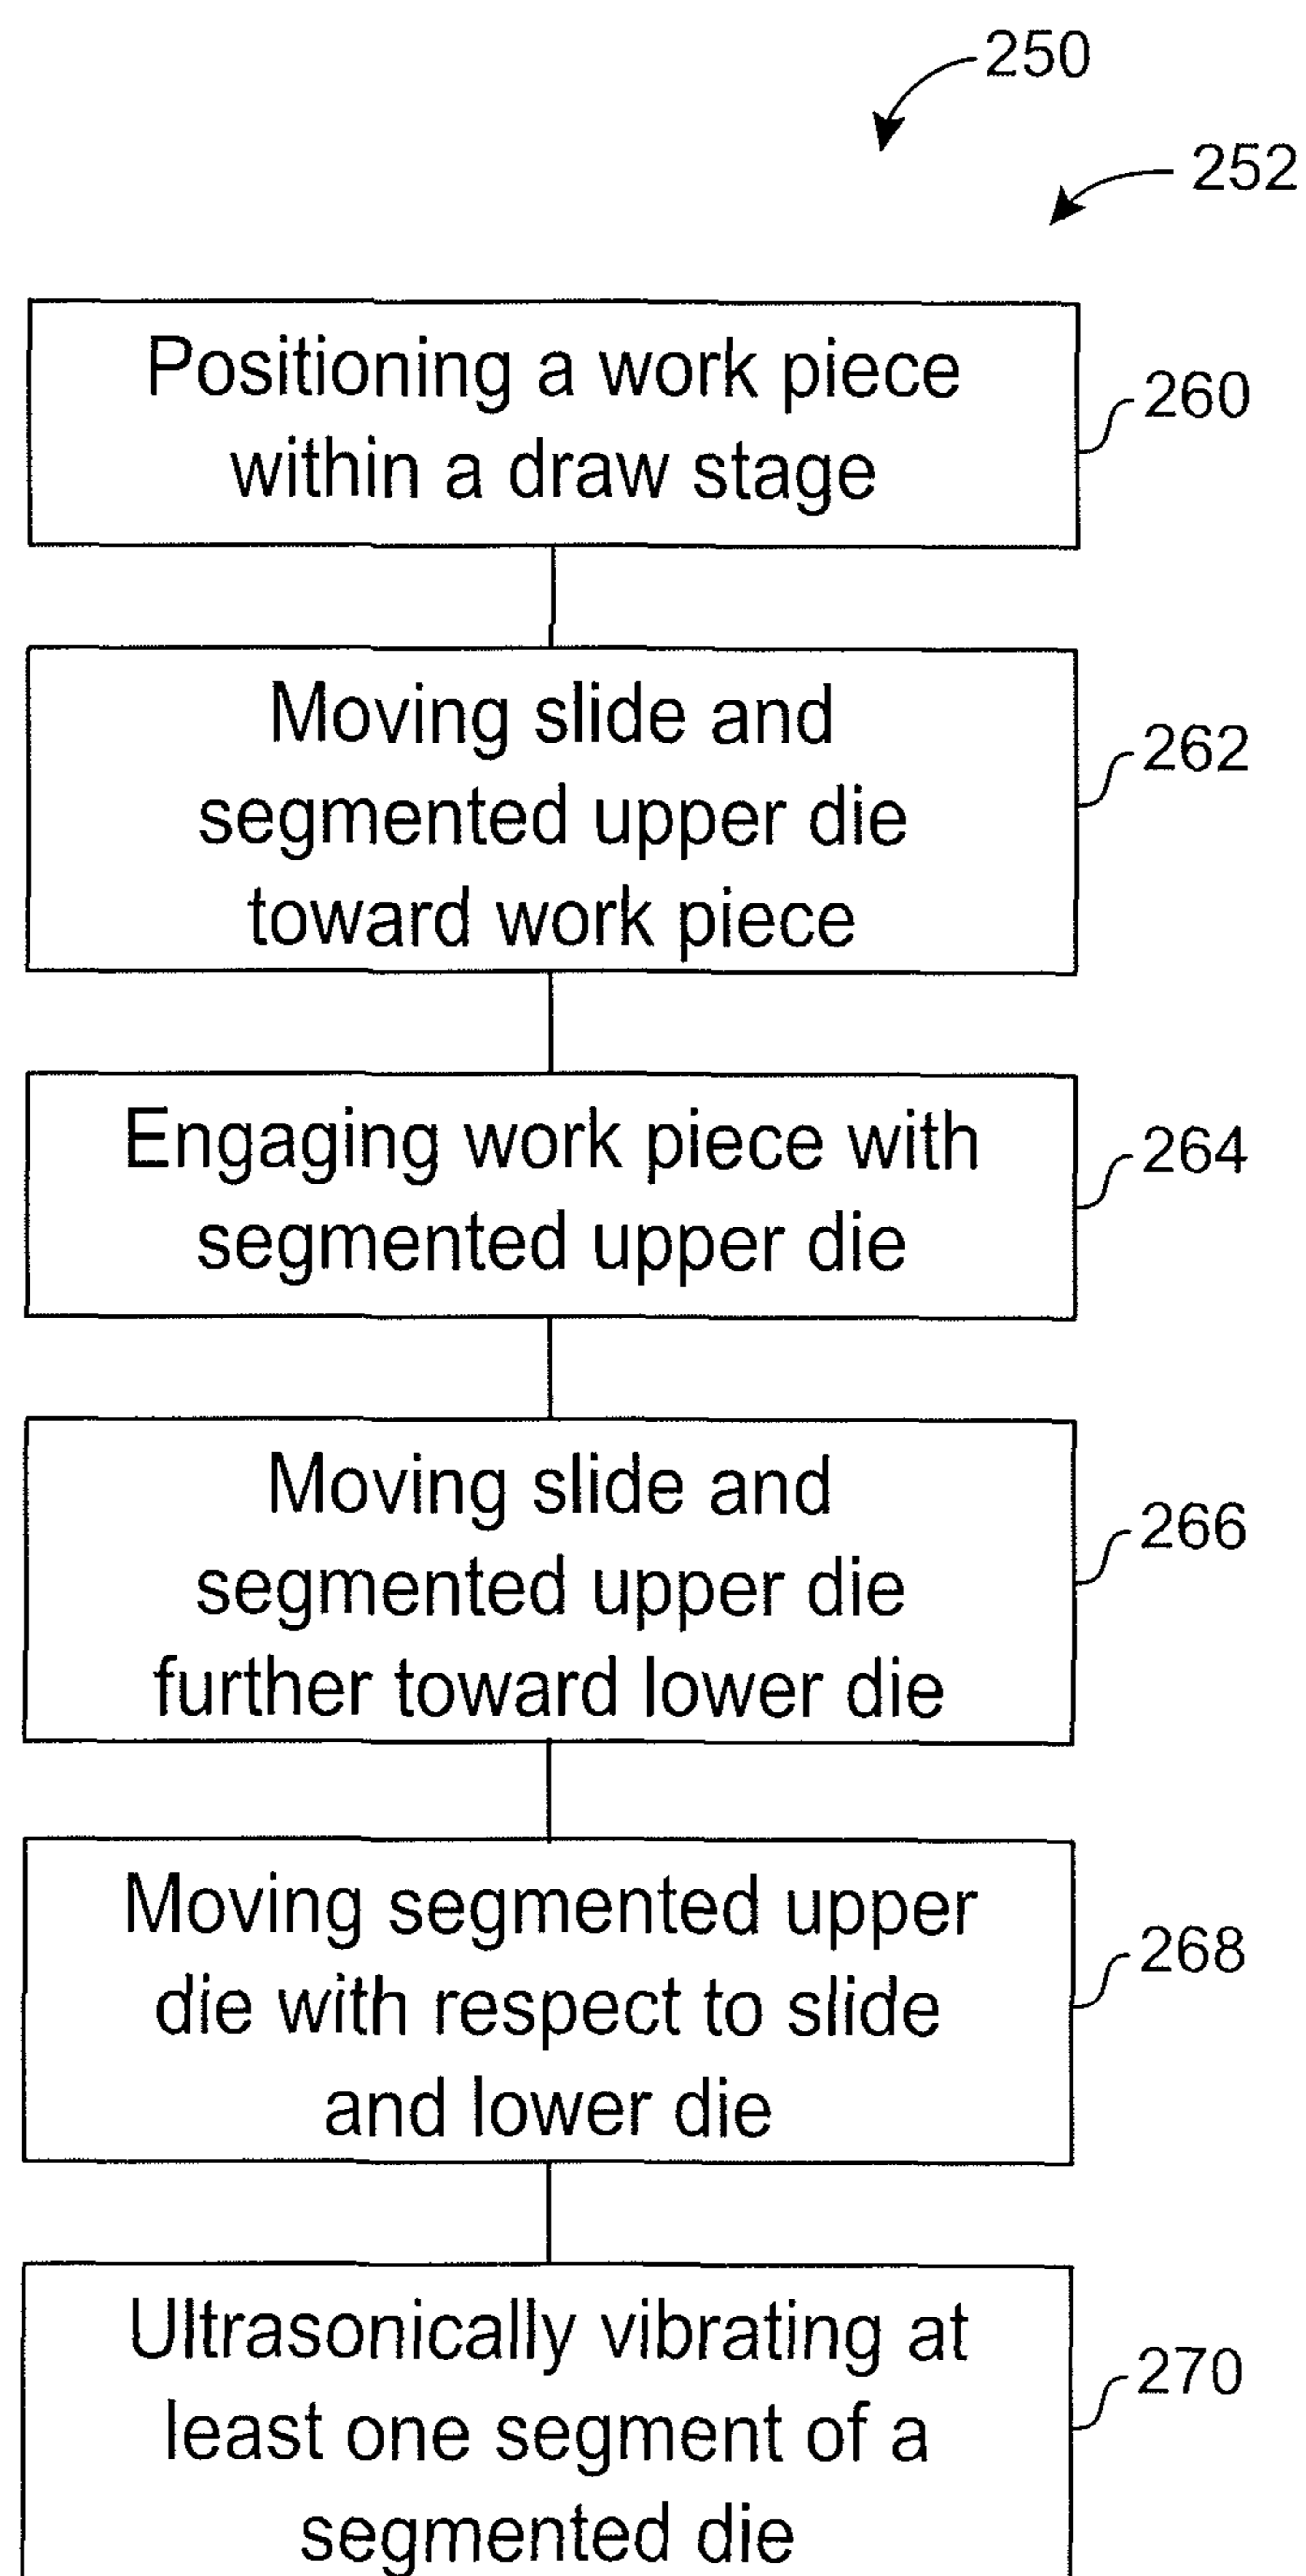 250
252
Positioning a work piece
within a draw stage
260
Moving slide and
segmented upper die
toward work piece
262
Engaging work piece with
segmented upper die
264
Moving slide and
segmented upper die
further toward lower die
266
Moving segmented upper
die with respect to slide
and lower die
268
Ultrasonically vibrating at
least one segment of a
segmented die
270